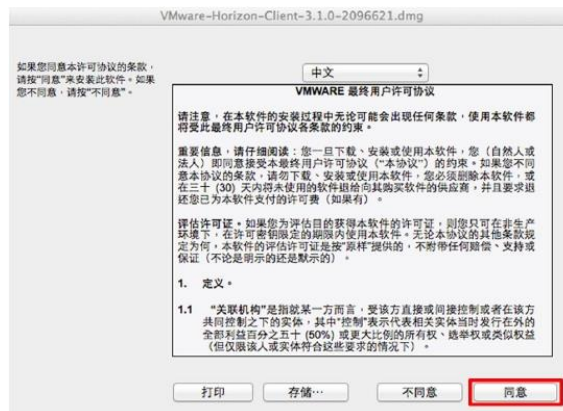 VMware-Horizon-Client-3.1.0-2096621.dmg
如果您同意本许可协议的条款，
请按"同意"来安装此软件。如果
您不同意，请按"不同意"。
中文
VMWARE 最终用户许可协议
请注意，在本软件的安装过程中无论可能会出现任何条款，使用本软件都
将受此最终用户许可协议各条款的约束。
重要信息，请仔细阅读：您一旦下载、安装或使用本软件，您（自然人或
法人）即同意接受本最终用户许可协议（“本协议”）的约束。如果您不同
意本协议的条款，请勿下载、安装或使用本软件，您必须删除本软件，或
在三十 (30) 天内将未使用的软件退给向其购买软件的供应商，并且要求退
还您已为本软件支付的许可费（如果有）。
评估许可证。如果您为评估目的获得本软件的许可证，则您只可在非生产
环境下，在许可密钥限定的期限内使用本软件。无论本协议的其他条款规
定为何，本软件的评估许可证是按"原样"提供的，不附带任何赔偿、支持或
保证（不论是明示的还是默示的）。
1. 定义。
1.1 “关联机构”是指就某一方而言，受该方直接或间接控制或者在该方
共同控制之下的实体，其中“控制”表示代表相关实体当时发行在外的
全部利益百分之五十 (50%) 或更大比例的所有权、选举权或类似权益
（但仅限该人或实体符合这些要求的情况下）。
打印
存储…
不同意
同意